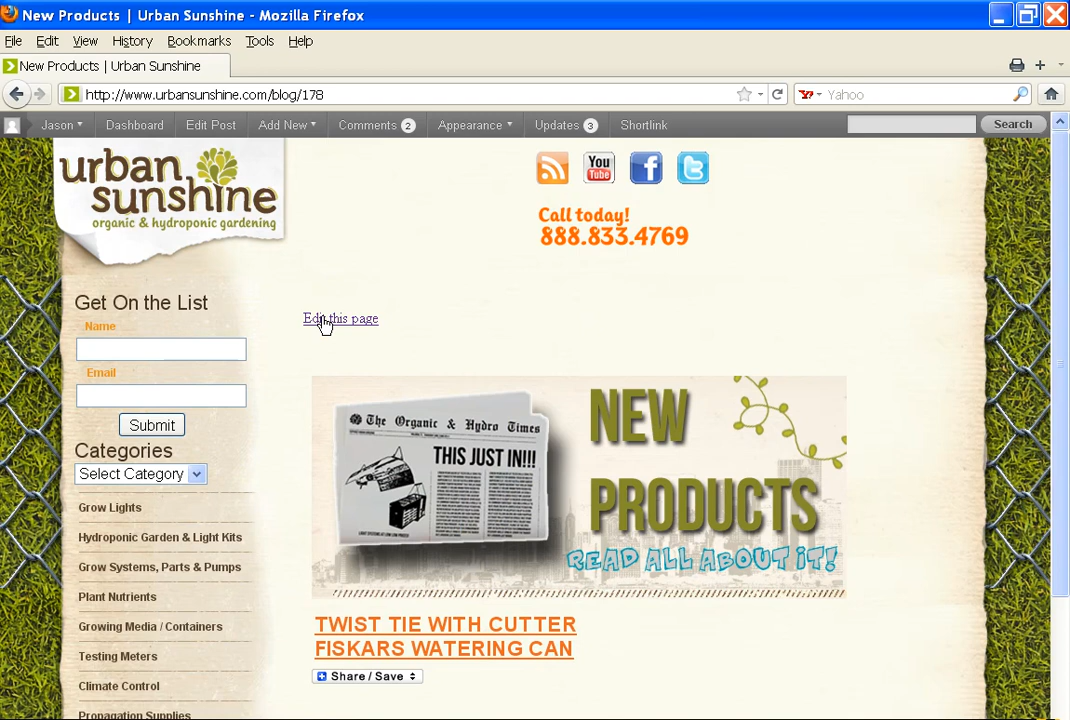 New Products | Urban Sunshine - Mozilla Firefox
File Edit View History Bookmarks Tools Help
New Products | Urban Sunshine
http://www.urbansunshine.com/blog/178
Yahoo
Jason Dashboard Edit Post Add New Comments 2 Appearance Updates 3 Shortlink Search
urban
sunshine
organic & hydroponic gardening
You
Tube
Call today!
888.833.4769
Get On the List
Name
Email
Submit
Categories
Select Category
Grow Lights
Hydroponic Garden & Light Kits
Grow Systems, Parts & Pumps
Plant Nutrients
Growing Media / Containers
Testing Meters
Climate Control
Propagation Supplies
Edit this page
The Organic & Hydro Times
THIS JUST IN!!!
NEW
PRODUCTS
READ ALL ABOUT IT!
TWIST TIE WITH CUTTER
FISKARS WATERING CAN
Share / Save